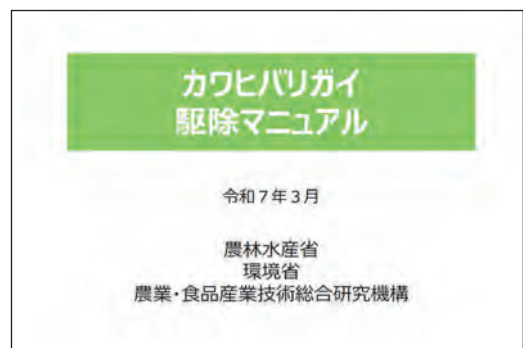 カワヒバリガイ
駆除マニュアル
令和7年3月
農林水産省
環境省
農業・食品産業技術総合研究機構